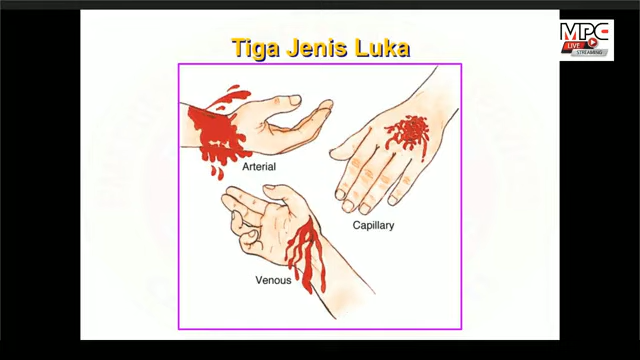 MPC
LIVE
STREAMING
Tiga Jenis Luka
Arterial
Capillary
Venous